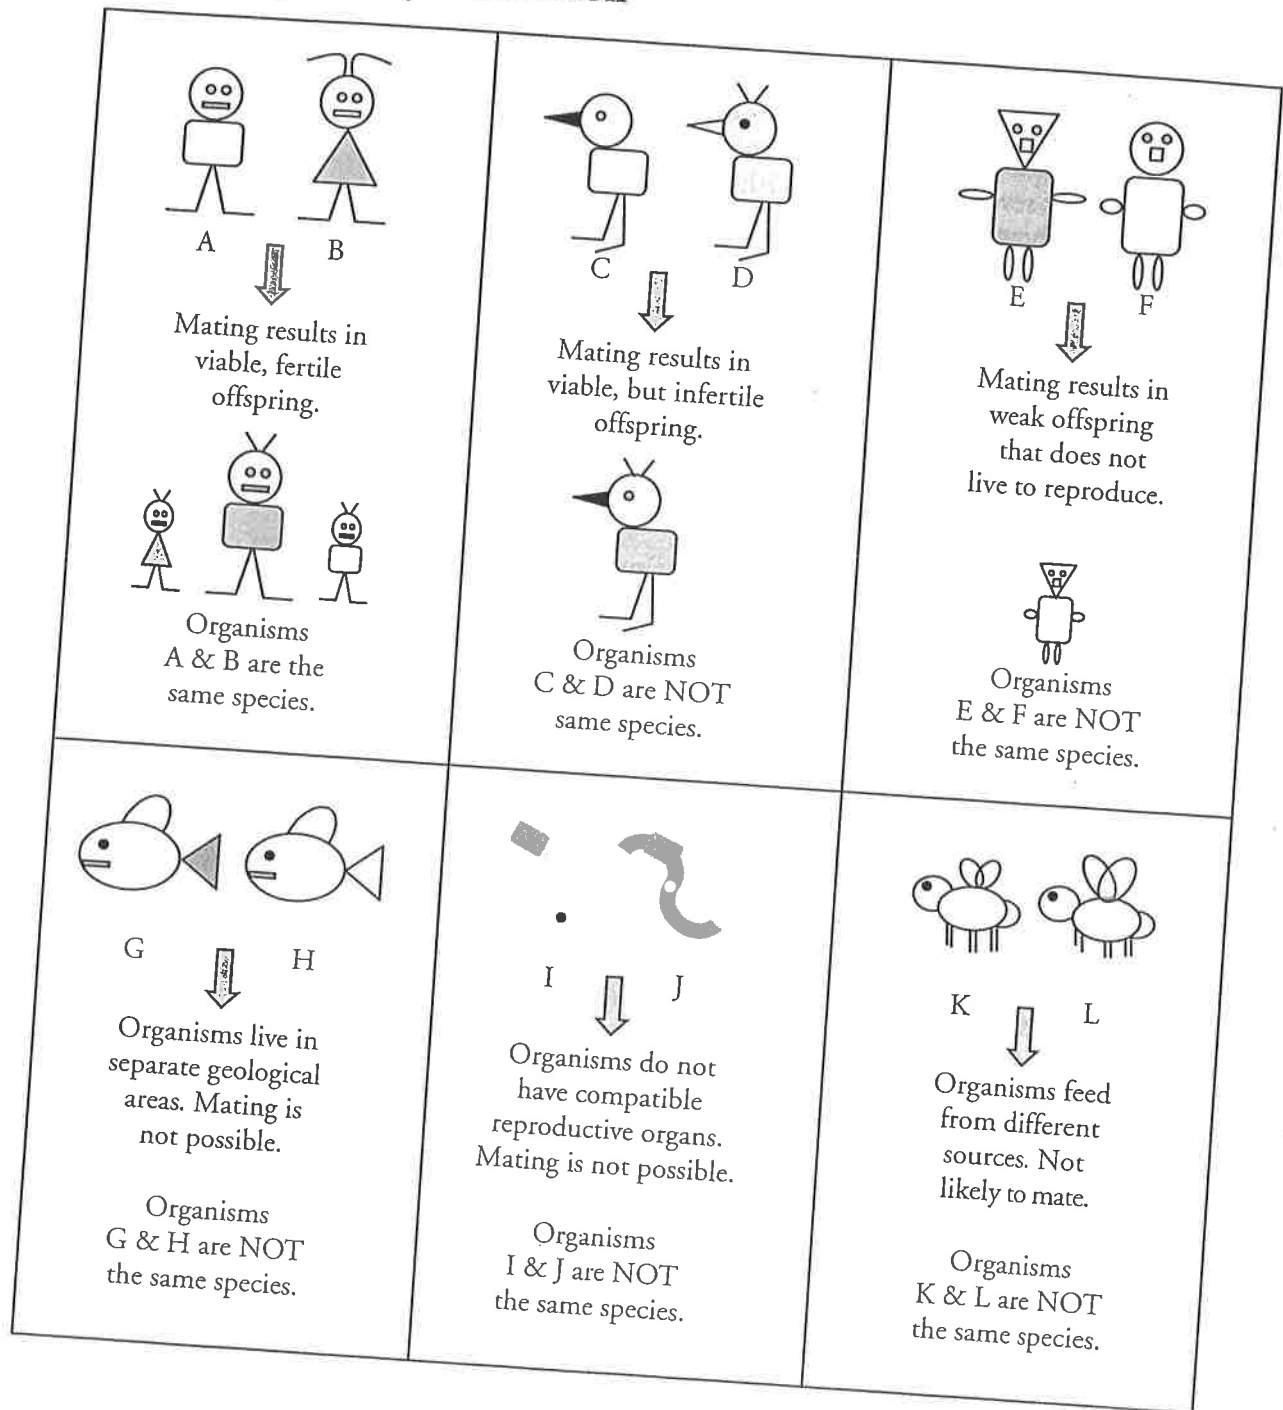 A
B
Mating results in
viable, fertile
offspring.
Organisms
A & B are the
same species.
C
D
Mating results in
viable, but infertile
offspring.
Organisms
C & D are NOT
same species.
E
F
Mating results in
weak offspring
that does not
live to reproduce.
Organisms
E & F are NOT
the same species.
G
H
Organisms live in
separate geological
areas. Mating is
not possible.
Organisms
G & H are NOT
the same species.
I
J
Organisms do not
have compatible
reproductive organs.
Mating is not possible.
Organisms
I & J are NOT
the same species.
K
L
Organisms feed
from different
sources. Not
likely to mate.
Organisms
K & L are NOT
the same species.